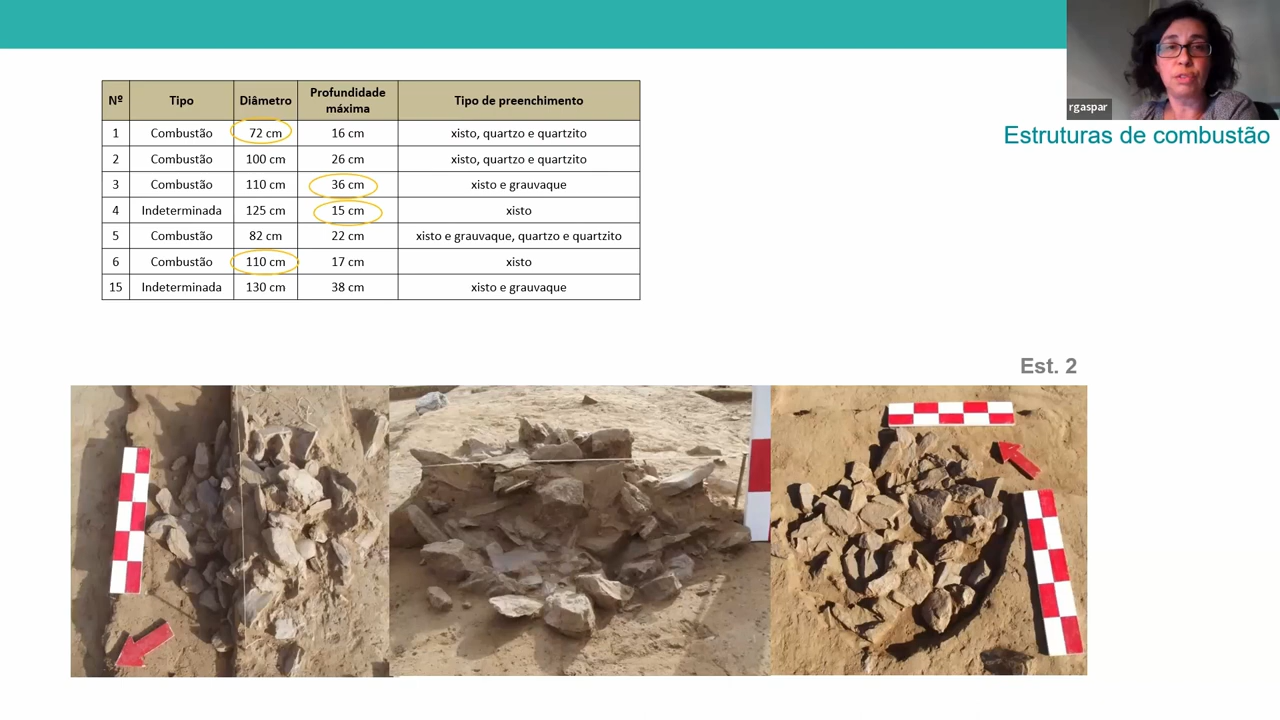 Nº Tipo Diâmetro Profundidade máxima Tipo de preenchimento
1 Combustão 72 cm 16 cm xisto, quartzo e quartzito
2 Combustão 100 cm 26 cm xisto, quartzo e quartzito
3 Combustão 110 cm 36 cm xisto e grauvaque
4 Indeterminada 125 cm 15 cm xisto
5 Combustão 82 cm 22 cm xisto e grauvaque, quartzo e quartzito
6 Combustão 110 cm 17 cm xisto
15 Indeterminada 130 cm 38 cm xisto e grauvaque
rgaspar
Estruturas de combustão
Est. 2